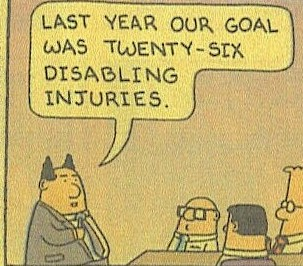 LAST YEAR OUR GOAL
WAS TWENTY-SIX
DISABLING
INJURIES.